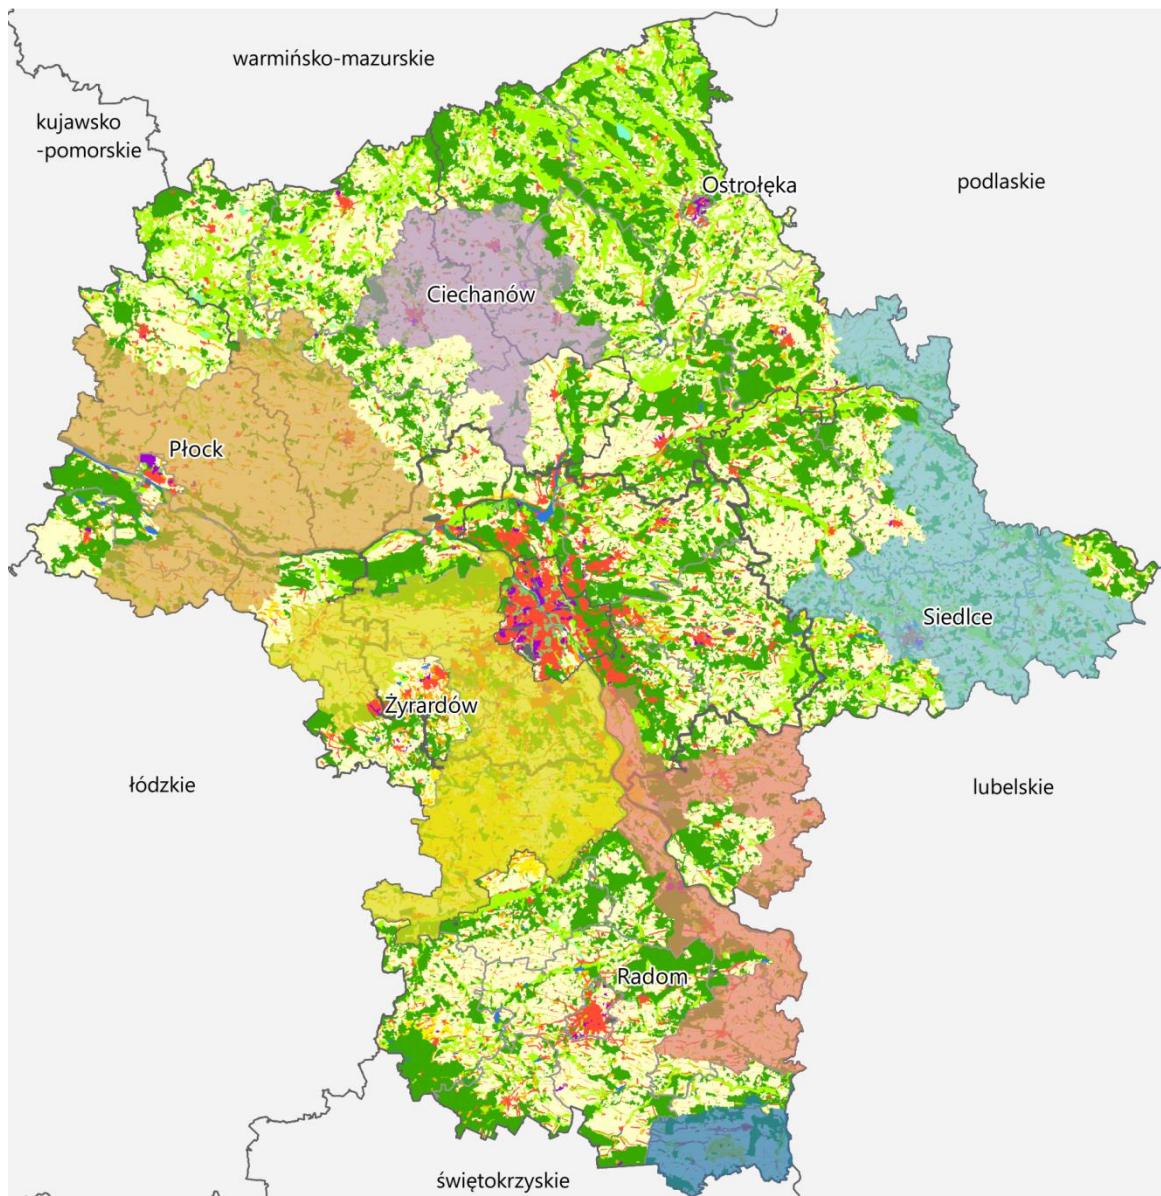 warmińsko-mazurskie
kujawsko
-pomorskie
podlaskie
Ostrołęka
Ciechanów
Płock
Siedlce
Żyrardów
łódzkie
lubelskie
Radom
świętokrzyskie